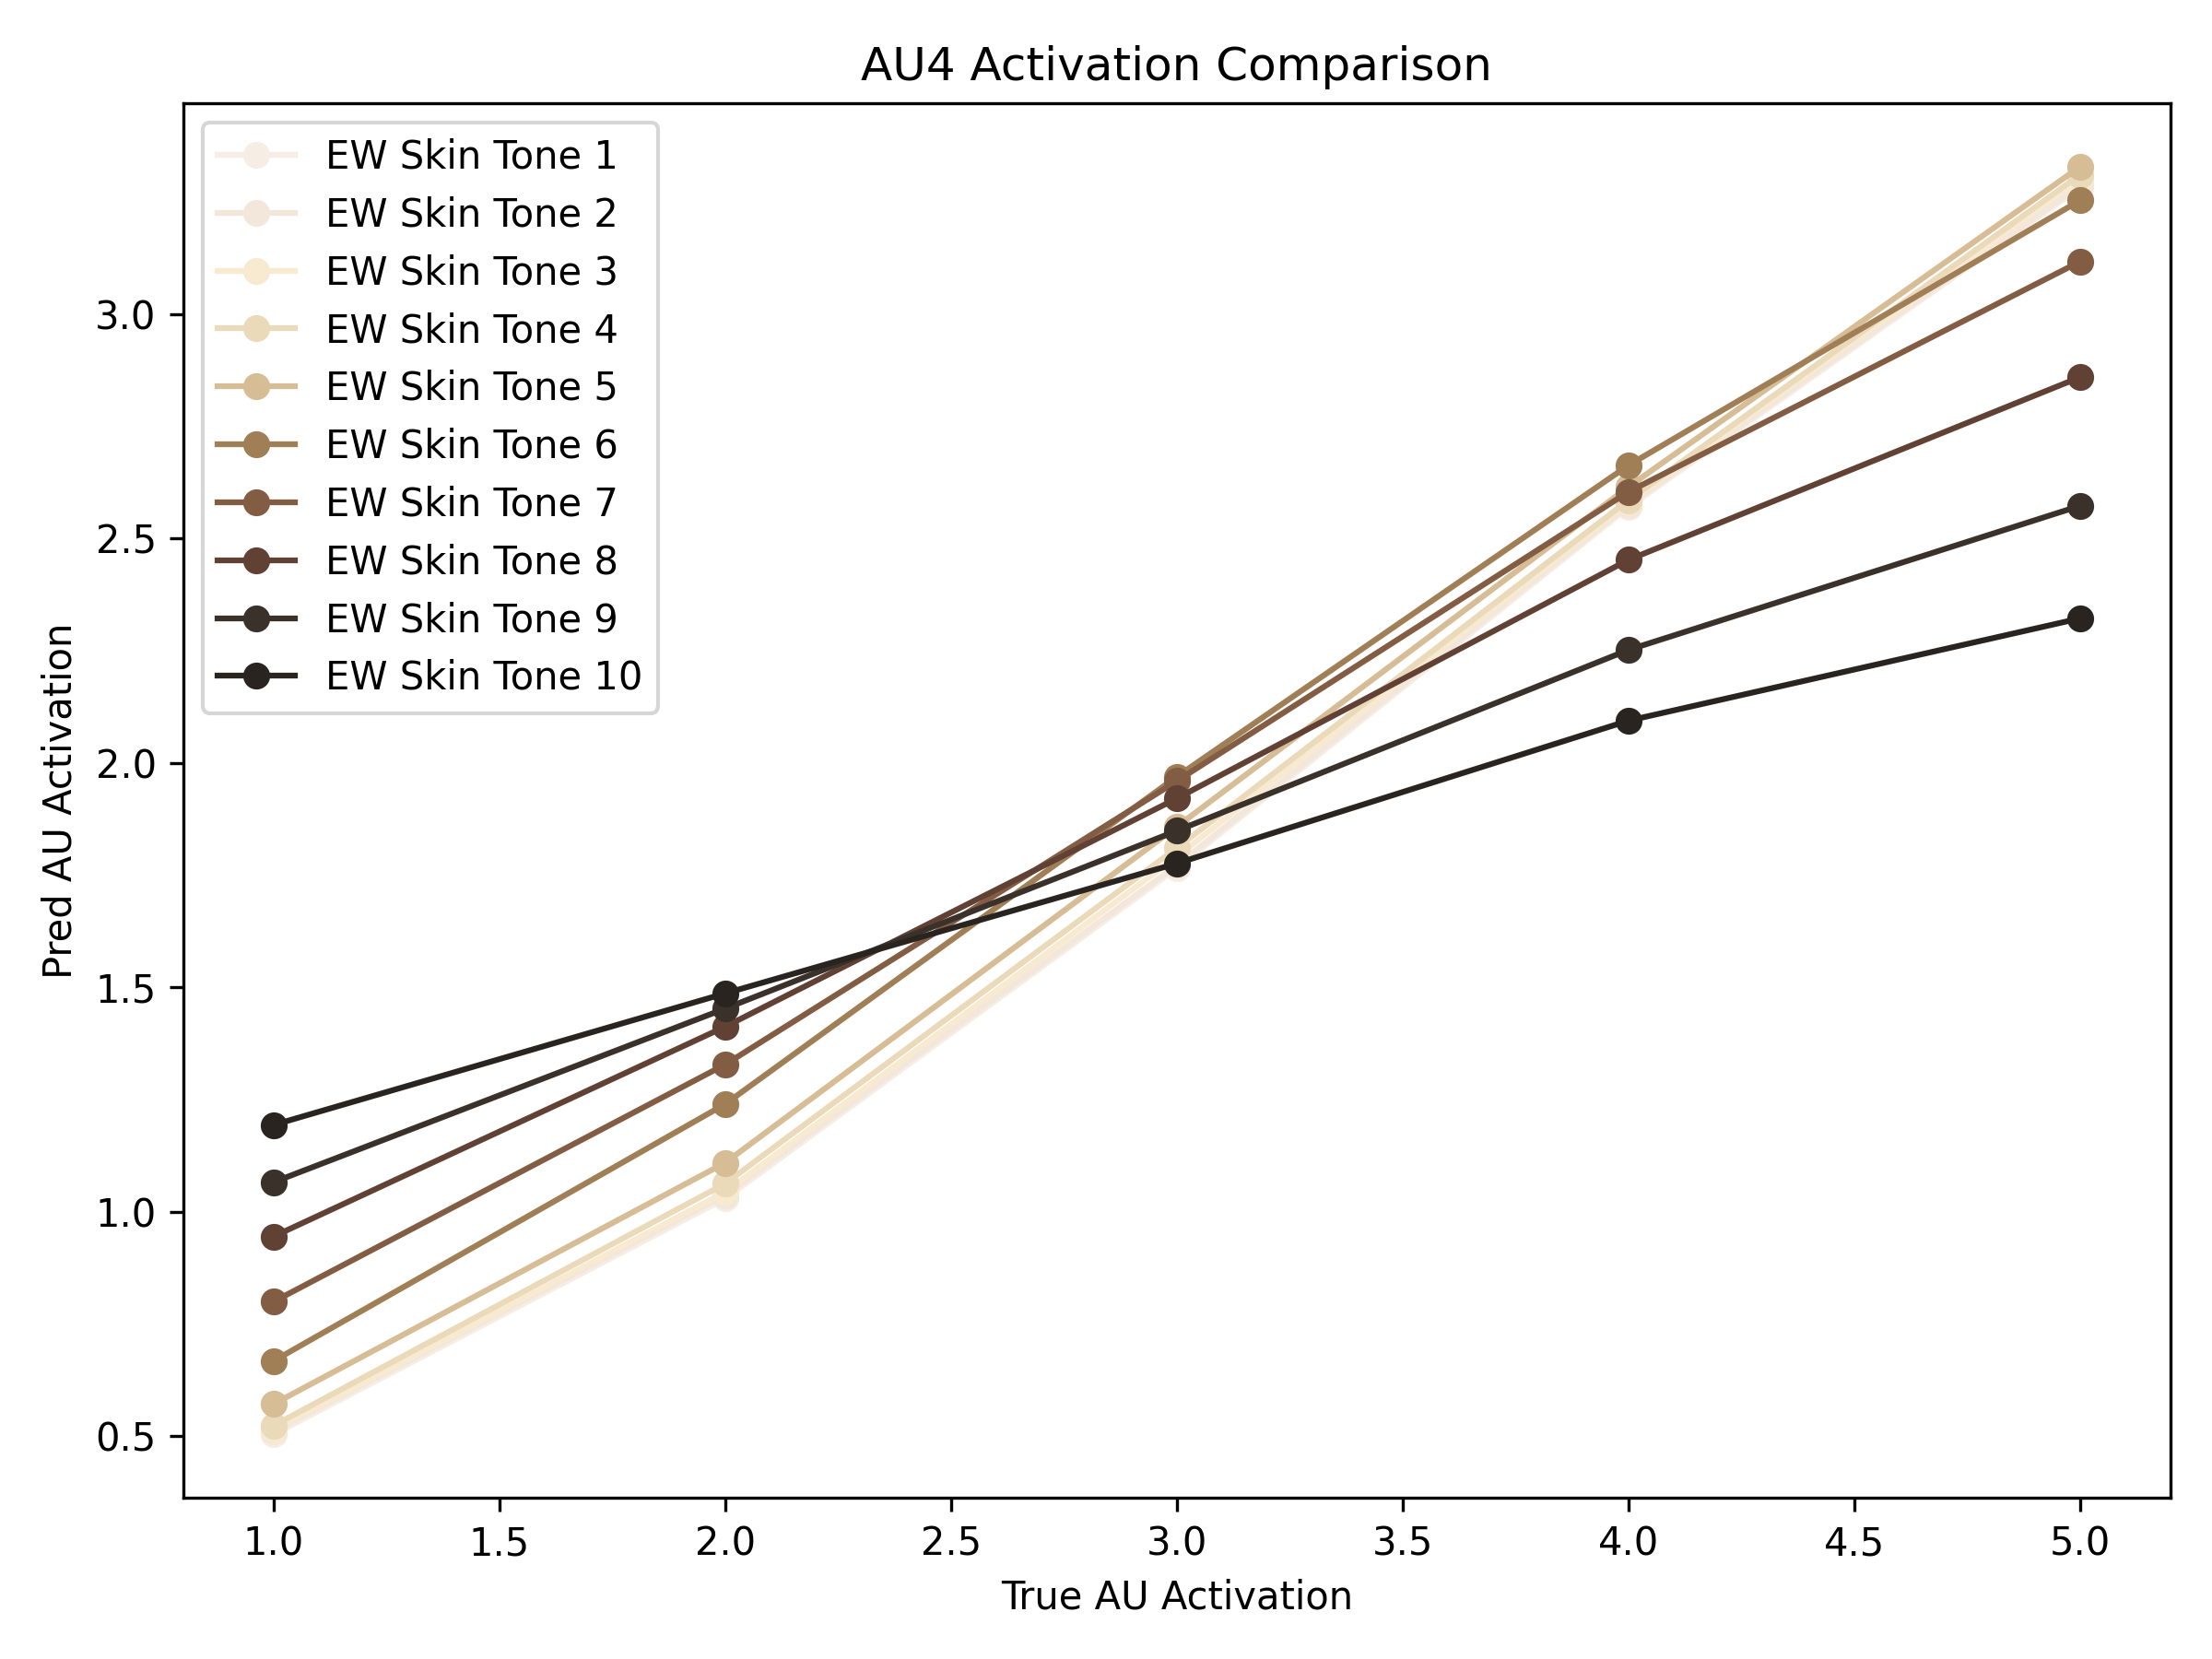 AU4 Activation Comparison
EW Skin Tone 1
EW Skin Tone 2
EW Skin Tone 3
EW Skin Tone 4
EW Skin Tone 5
EW Skin Tone 6
EW Skin Tone 7
EW Skin Tone 8
EW Skin Tone 9
EW Skin Tone 10
Pred AU Activation
3.0
2.5
2.0
1.5
1.0
0.5
1.0 1.5 2.0 2.5 3.0 3.5 4.0 4.5 5.0
True AU Activation